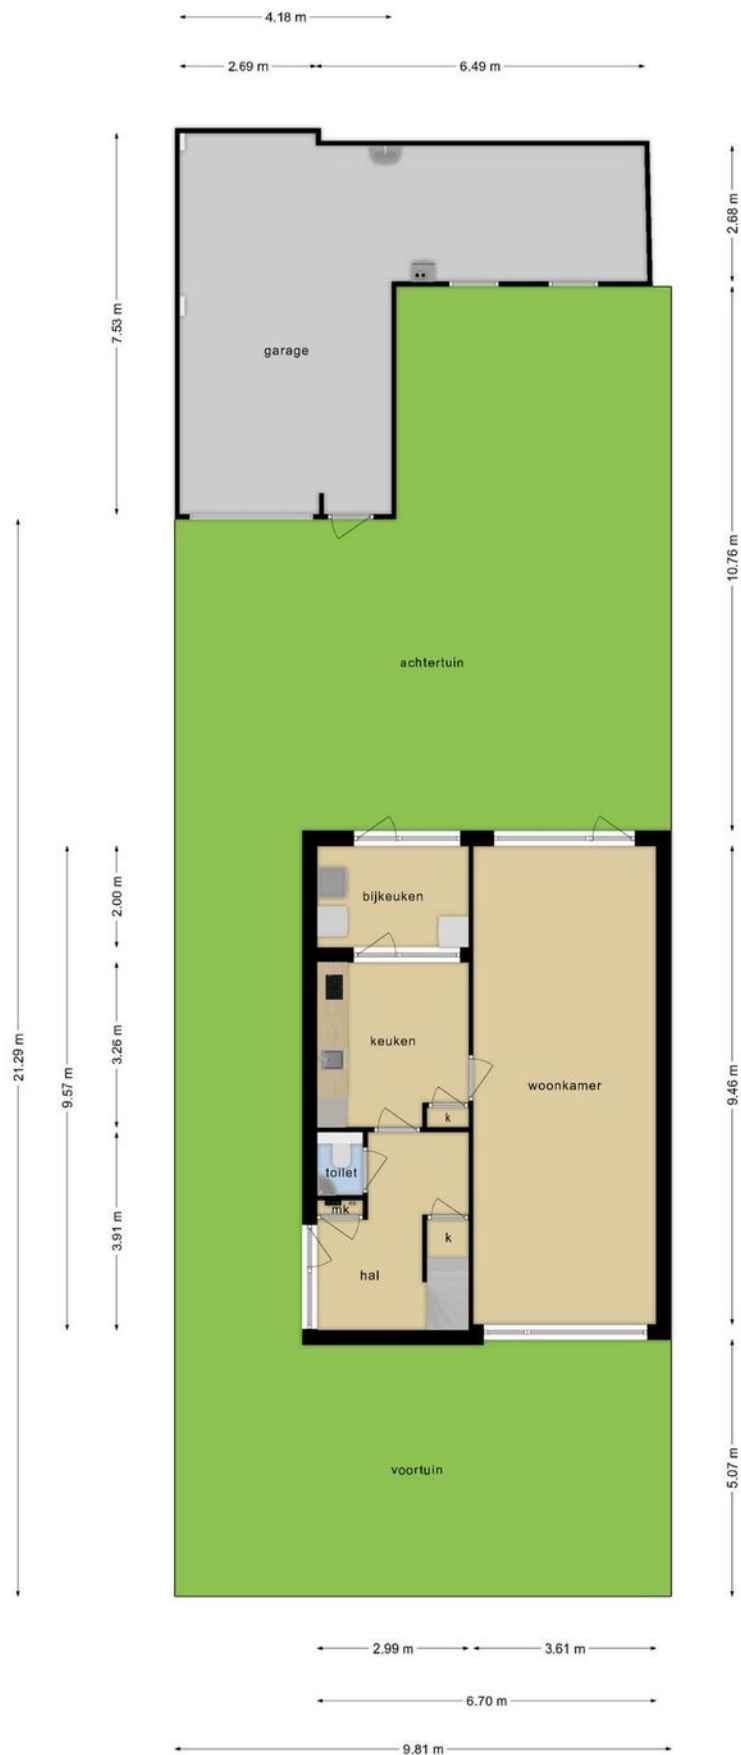 4.18 m
2.69 m
6.49 m
2.68 m
7.53 m
garage
10.76 m
achtertuin
21.29 m
9.57 m
2.00 m
bijkeuken
3.26 m
keuken
woonkamer
9.46 m
k
toilet
mk
3.91 m
k
hal
voortuin
5.07 m
2.99 m
3.61 m
6.70 m
9.81 m